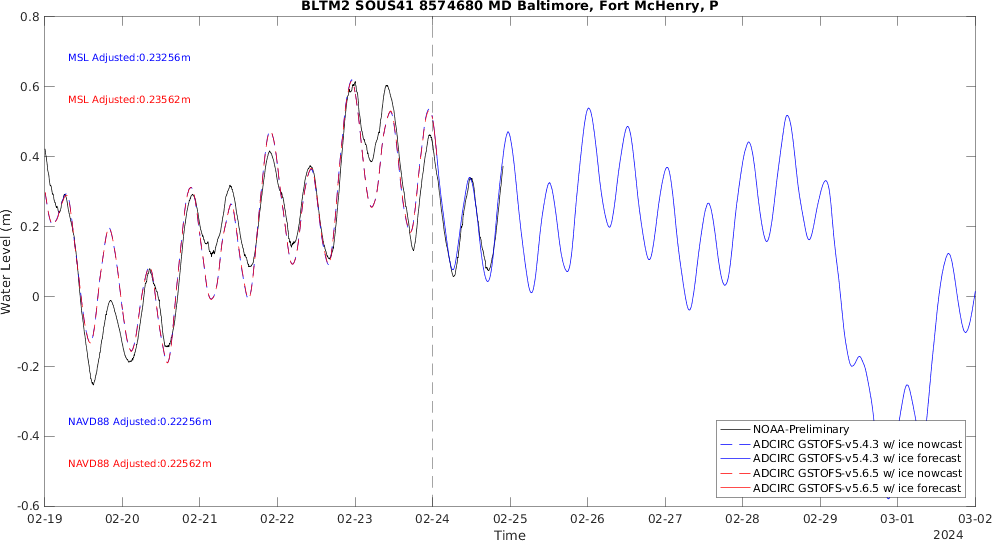 BLTM2 SOUS41 8574680 MD Baltimore, Fort McHenry, P
0.8
0.6
0.4
0.2
0
-0.2
-0.4
-0.6
Water Level (m)
MSL Adjusted:0.23256m
MSL Adjusted:0.23562m
NAVD88 Adjusted:0.22256m
NAVD88 Adjusted:0.22562m
NOAA-Preliminary
ADCIRC GSTOFS-v5.4.3 w/ ice nowcast
ADCIRC GSTOFS-v5.4.3 w/ ice forecast
ADCIRC GSTOFS-v5.6.5 w/ ice nowcast
ADCIRC GSTOFS-v5.6.5 w/ ice forecast
02-19 02-20 02-21 02-22 02-23 02-24 02-25 02-26 02-27 02-28 02-29 03-01 03-02
Time
2024